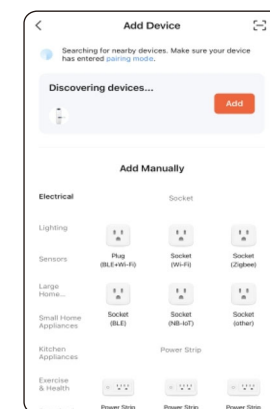 Add Device
Searching for nearby devices. Make sure your device
has entered pairing mode.
Discovering devices...
Add
Add Manually
Electrical
Socket
Lighting
Sensors
Large
Home...
Small Home
Appliances
Kitchen
Appliances
Exercise
& Health
Plug
(BLE+Wi-Fi)
Socket
(Wi-Fi)
Socket
(Zigbee)
Socket
(BLE)
Socket
(NB-IoT)
Socket
(other)
Power Strip
Power Strip
Power Strip
Power Strip